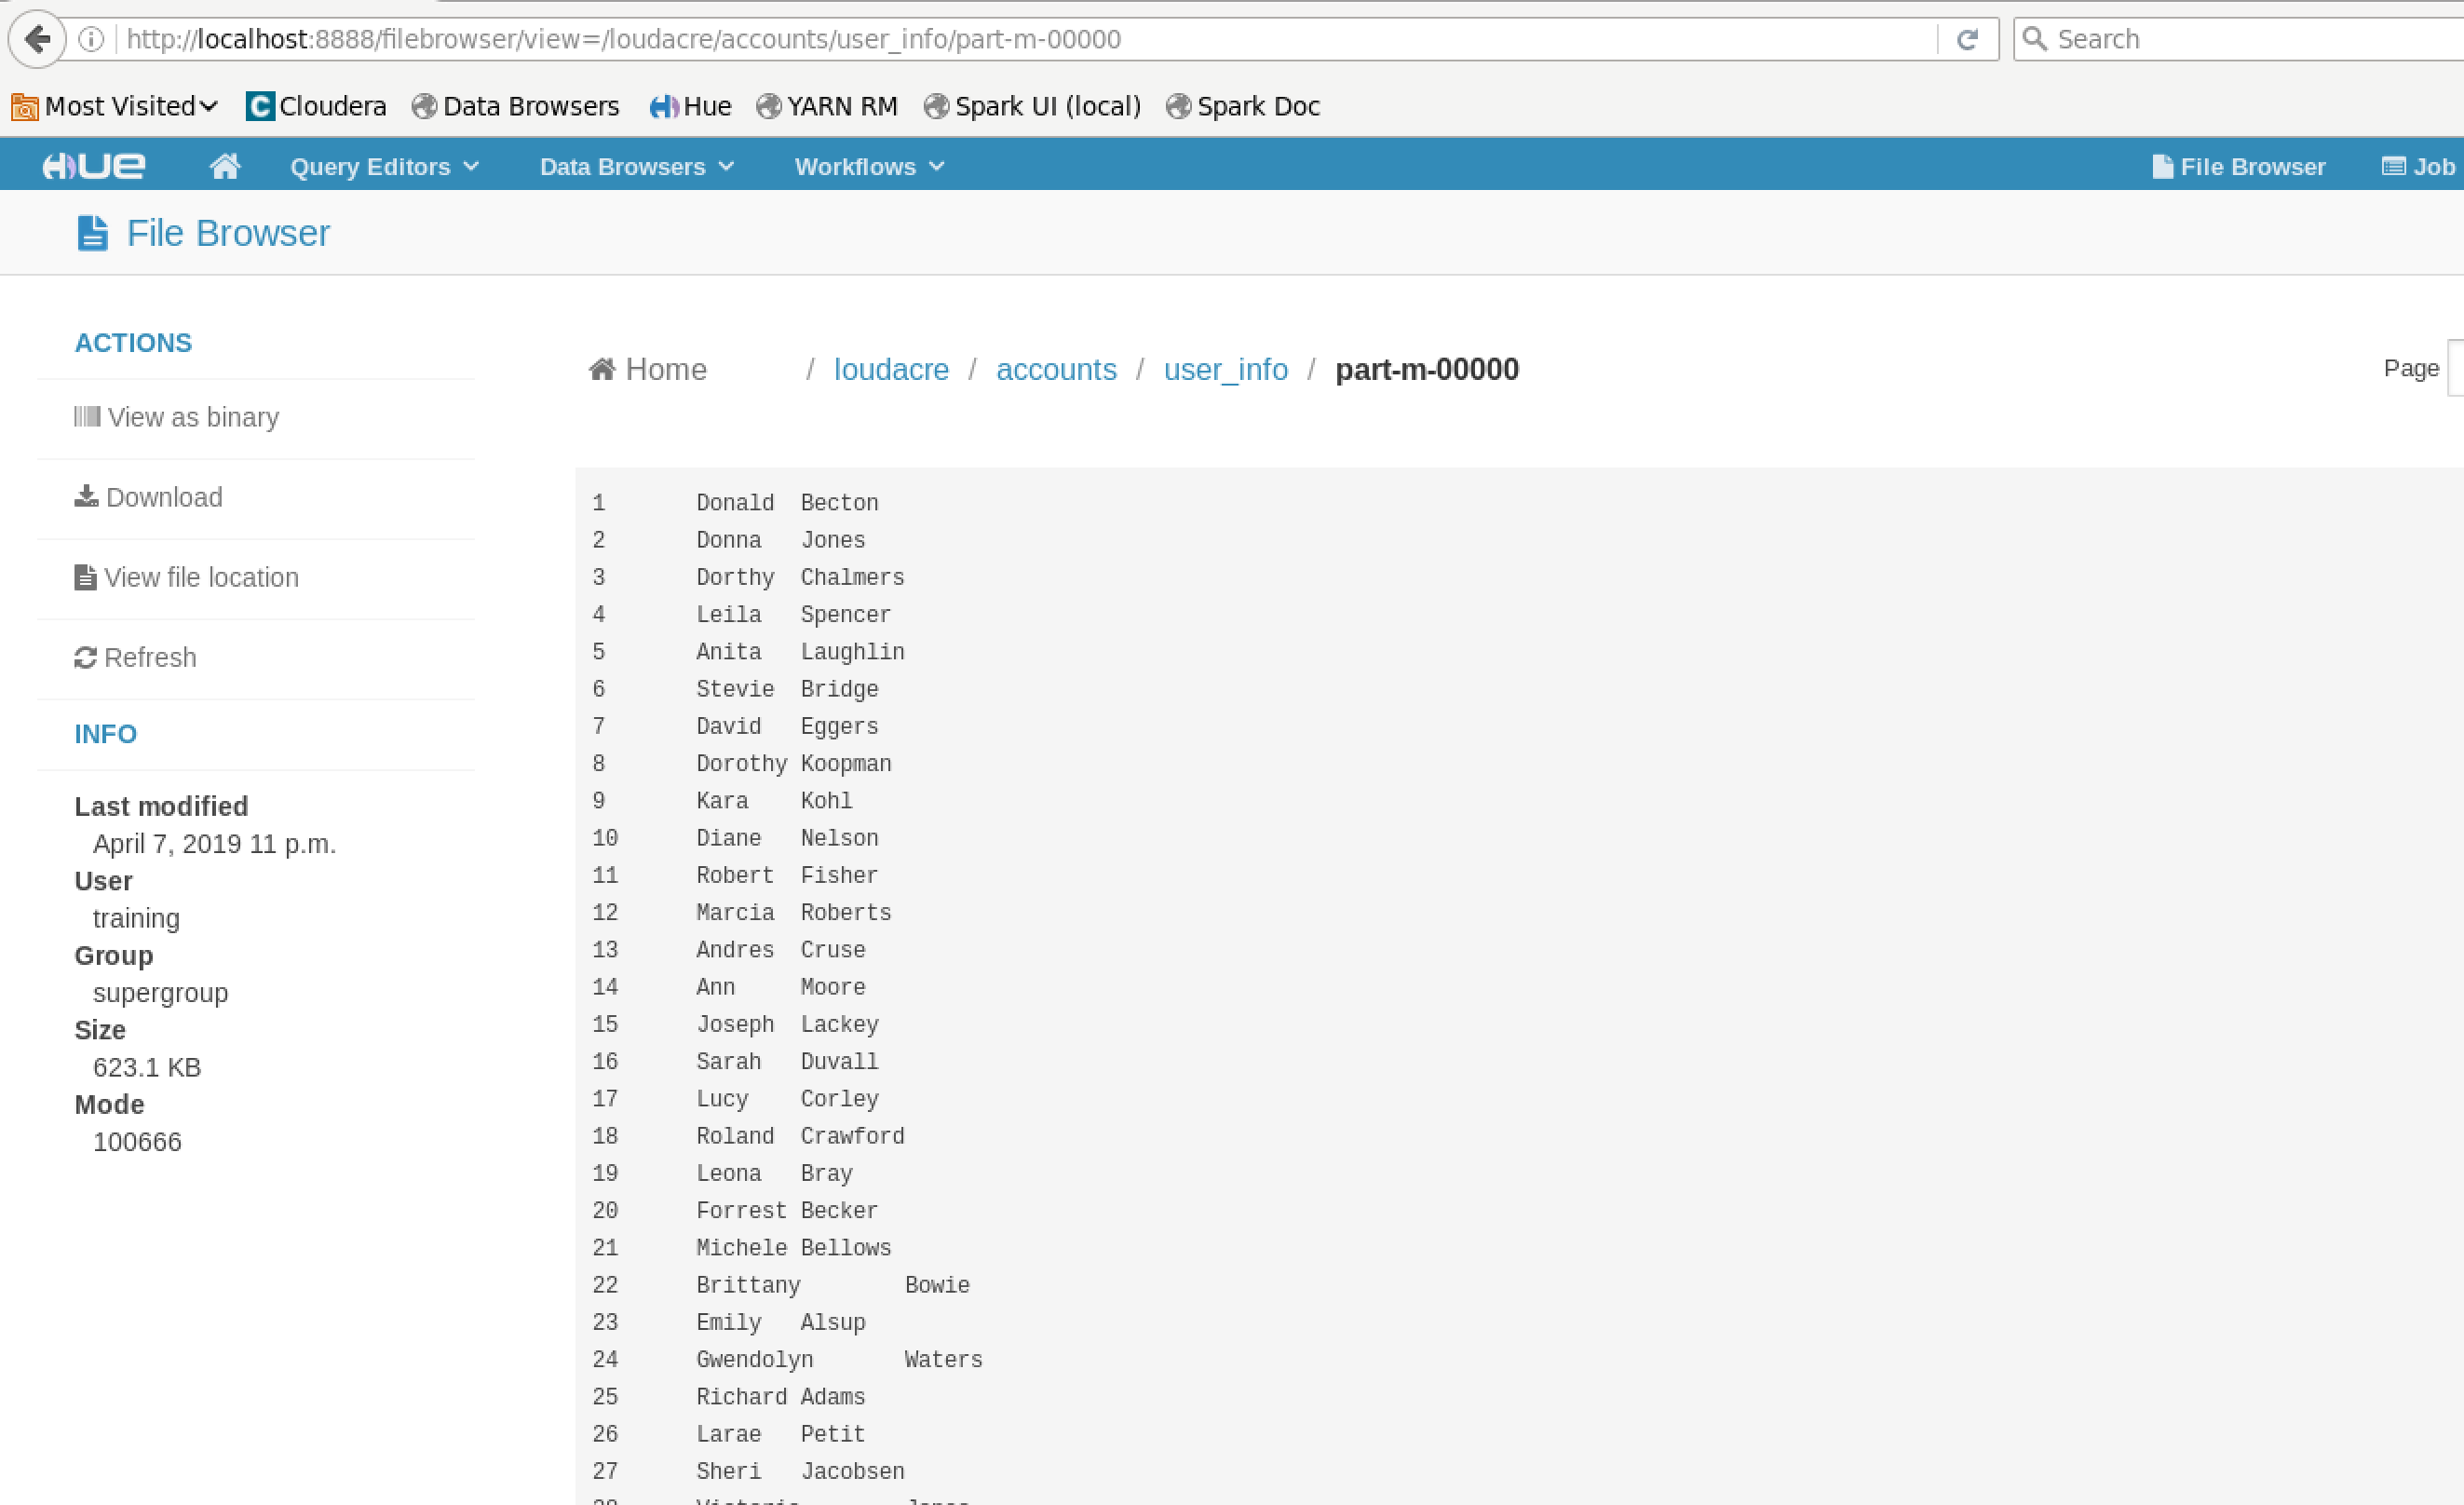 http://localhost:8888/filebrowser/view=/loudacre/accounts/user_info/part-m-00000 Search
Most Visited Cloudera Data Browsers Hue YARN RM Spark UI (local) Spark Doc
HUE Query Editors Data Browsers Workflows File Browser Job
File Browser
ACTIONS
View as binary
Download
View file location
Refresh
INFO
Last modified
April 7, 2019 11 p.m.
User
training
Group
supergroup
Size
623.1 KB
Mode
100666
Home / loudacre / accounts / user_info / part-m-00000 Page
1 Donald Becton
2 Donna Jones
3 Dorthy Chalmers
4 Leila Spencer
5 Anita Laughlin
6 Stevie Bridge
7 David Eggers
8 Dorothy Koopman
9 Kara Kohl
10 Diane Nelson
11 Robert Fisher
12 Marcia Roberts
13 Andres Cruse
14 Ann Moore
15 Joseph Lackey
16 Sarah Duvall
17 Lucy Corley
18 Roland Crawford
19 Leona Bray
20 Forrest Becker
21 Michele Bellows
22 Brittany Bowie
23 Emily Alsup
24 Gwendolyn Waters
25 Richard Adams
26 Larae Petit
27 Sheri Jacobsen